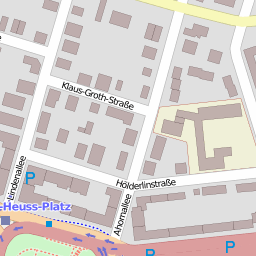 Klaus-Groth-Straße
Lindenallee
P
Hölderlinstraße
Heuss-Platz
Ahornallee
P
P
P